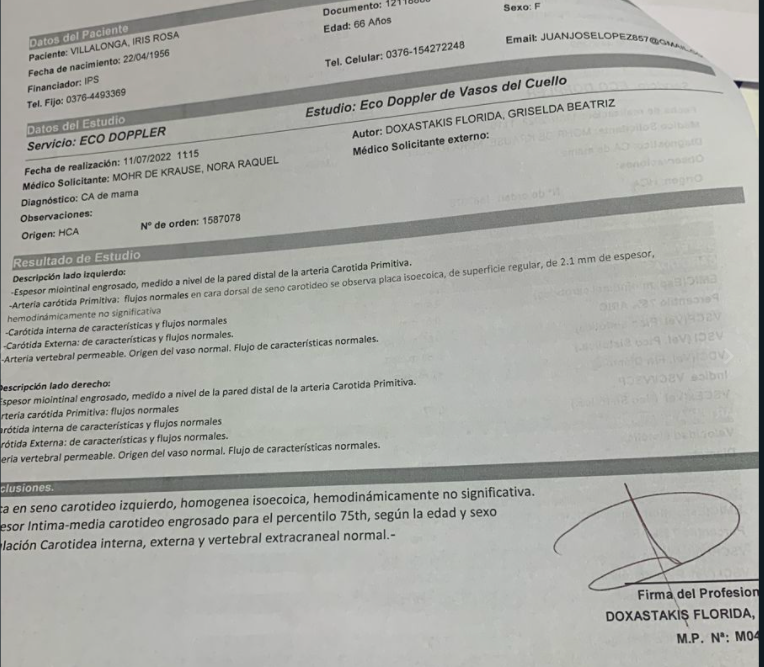 Datos del Paciente
Paciente: VILLALONGA, IRIS ROSA
Documento:
Sexo: F
Fecha de nacimiento: 22/04/1956
Edad: 66 Años
Financiador: IPS
Tel. Fijo: 0376-4493369
Tel. Celular: 0376-154272248
Email:
Datos del Estudio
Servicio: ECO DOPPLER
Estudio: Eco Doppler de Vasos del Cuello
Fecha de realización: 11/07/2022 11:15
Autor: DOXASTAKIS FLORIDA, GRISELDA BEATRIZ
Médico Solicitante: MOHR DE KRAUSE, NORA RAQUEL
Médico Solicitante externo:
Diagnóstico: CA de mama
Observaciones:
Origen: HCA
Nº de orden: 1587078
Resultado de Estudio
Descripción lado izquierdo:
-Espesor miointinal engrosado, medido a nivel de la pared distal de la arteria Carotida Primitiva.
-Arteria carótida Primitiva: flujos normales en cara dorsal de seno carotideo se observa placa isoecoica, de superficie regular, de 2.1 mm de espesor,
hemodinámicamente no significativa
-Carótida interna de características y flujos normales
-Carótida Externa: de características y flujos normales.
-Arteria vertebral permeable. Origen del vaso normal. Flujo de características normales.
escripción lado derecho:
spesor miointinal engrosado, medido a nivel de la pared distal de la arteria Carotida Primitiva.
rteria carótida Primitiva: flujos normales
arótida interna de características y flujos normales
rótida Externa: de características y flujos normales.
eria vertebral permeable. Origen del vaso normal. Flujo de características normales.
clusiones.
ca en seno carotideo izquierdo, homogenea isoecoica, hemodinámicamente no significativa.
esor Intima-media carotideo engrosado para el percentilo 75th, según la edad y sexo
lación Carotidea interna, externa y vertebral extracraneal normal.-
Firma del Profesion
DOXASTAKIS FLORIDA,
M.P. Nª: M04